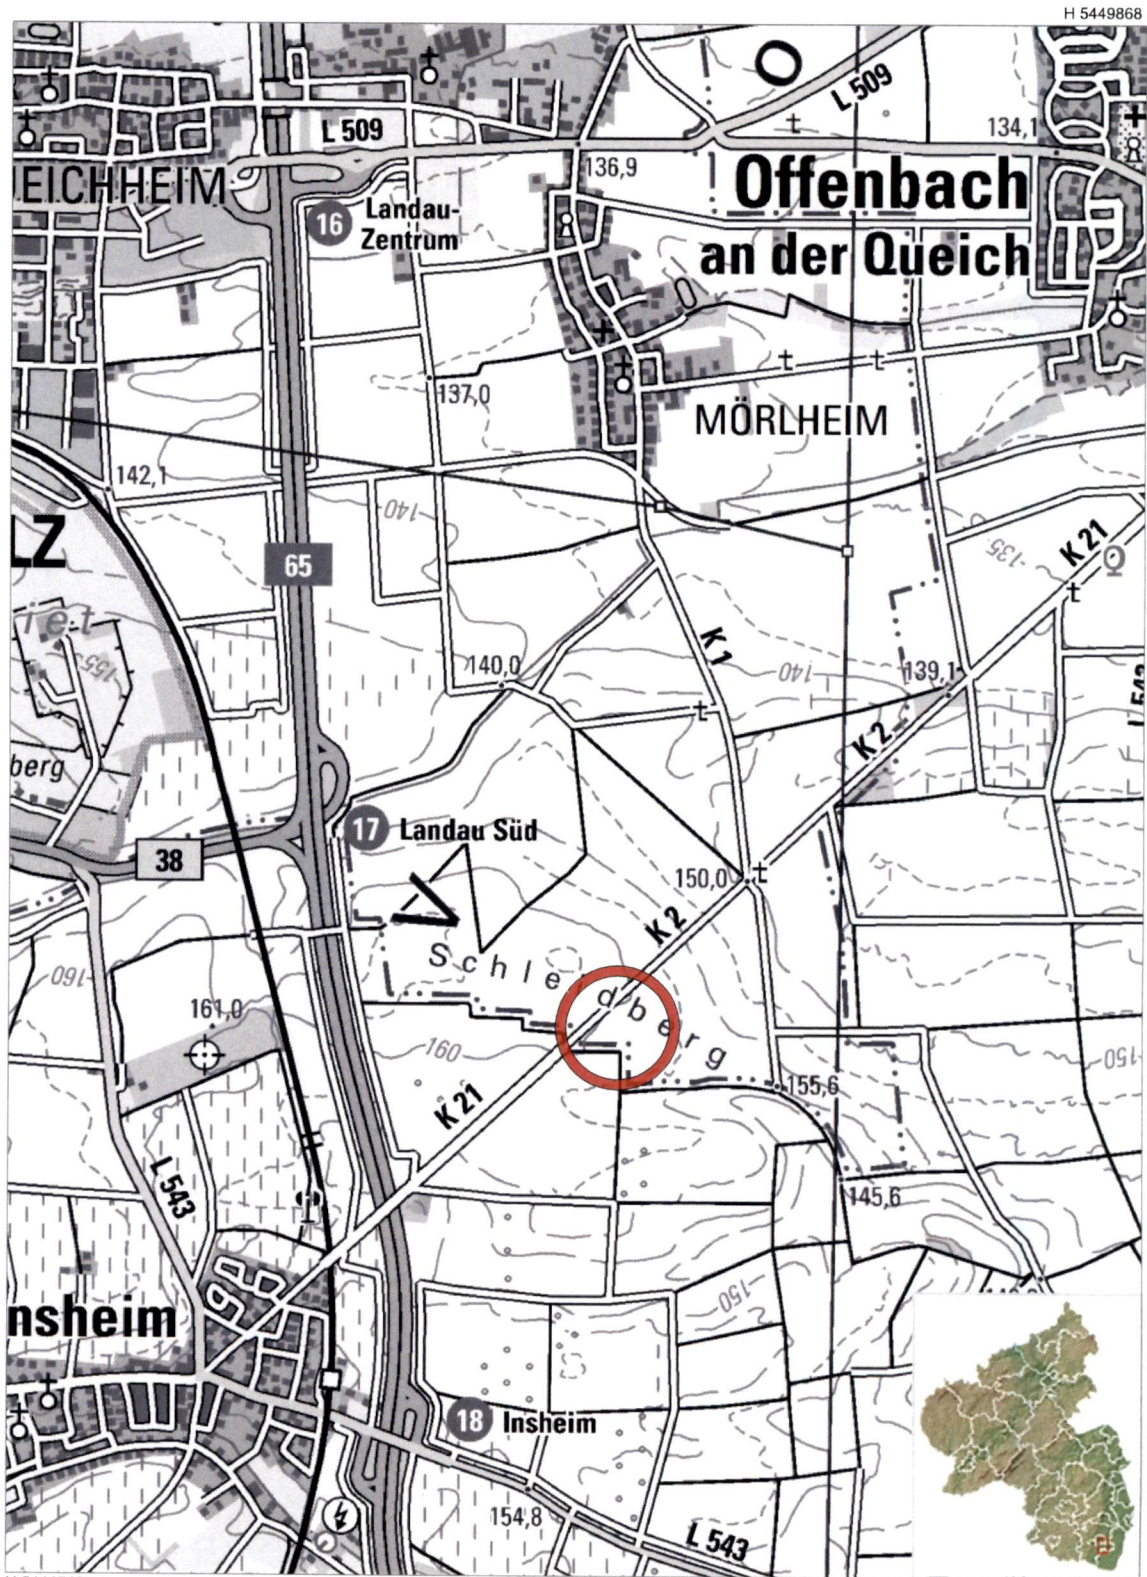 H 5449868
L 509
L 509
134,1
136,9
EICHHEIM
16
Landau-
Zentrum
Offenbach
an der Queich
137,0
MÖRLHEIM
142,1
140
LZ
65
135
K 21
iet
155
K 1
140,0
140
139,1
K 2
berg
17
Landau Süd
38
150,0
K 2
Schleidberg
160
161,0
160
150
155,6
K 21
L 543
145,6
150
nsheim
18
Insheim
154,8
L 543